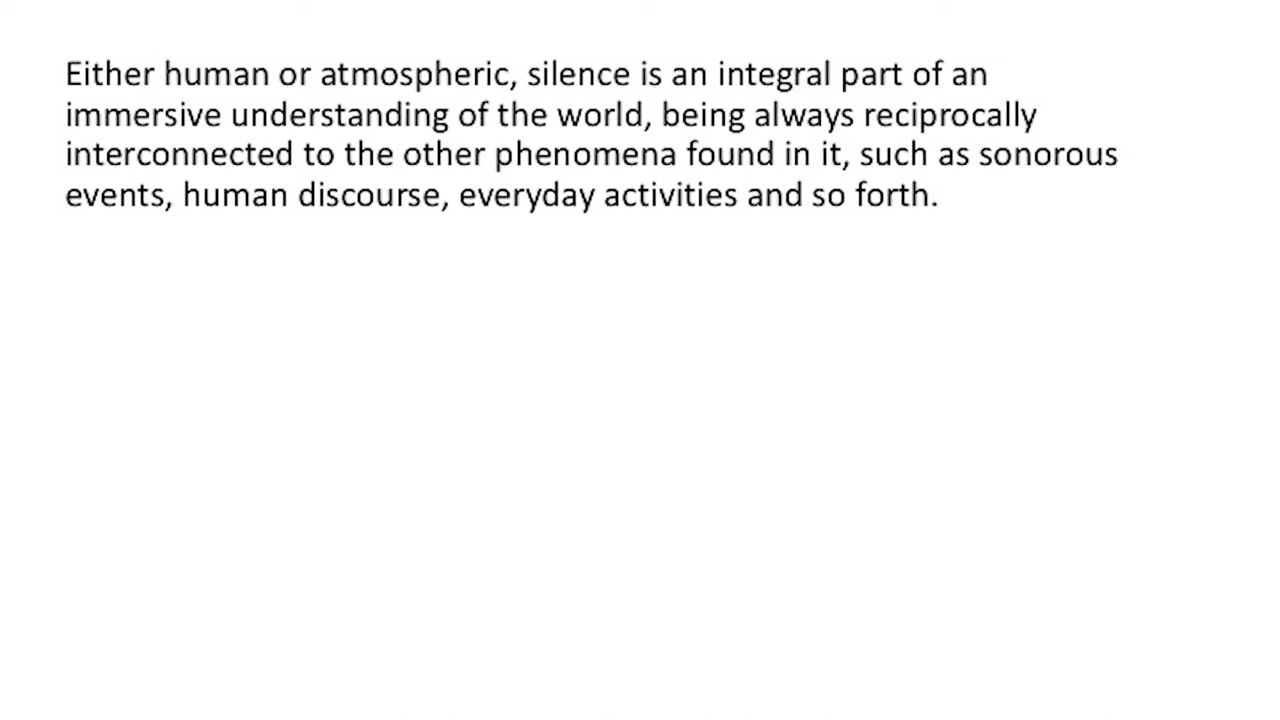 Either human or atmospheric, silence is an integral part of an
immersive understanding of the world, being always reciprocally
interconnected to the other phenomena found in it, such as sonorous
events, human discourse, everyday activities and so forth.